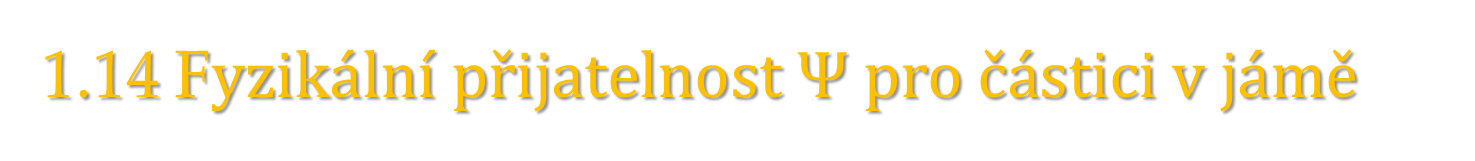 1.14 Fyzikální přijatelnost Ψ pro částici v jámě